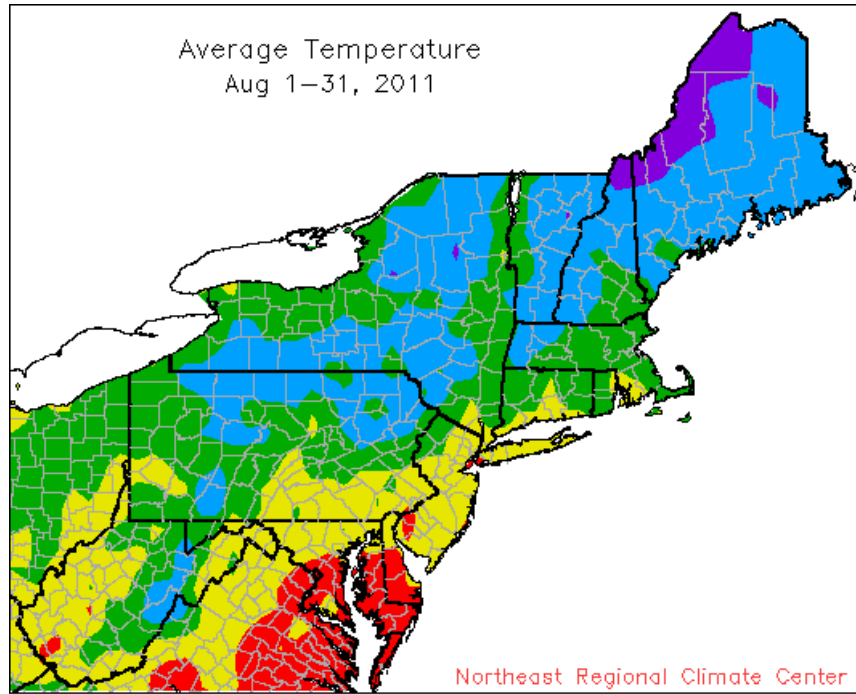 Average Temperature
Aug 1–31, 2011
Northeast Regional Climate Center